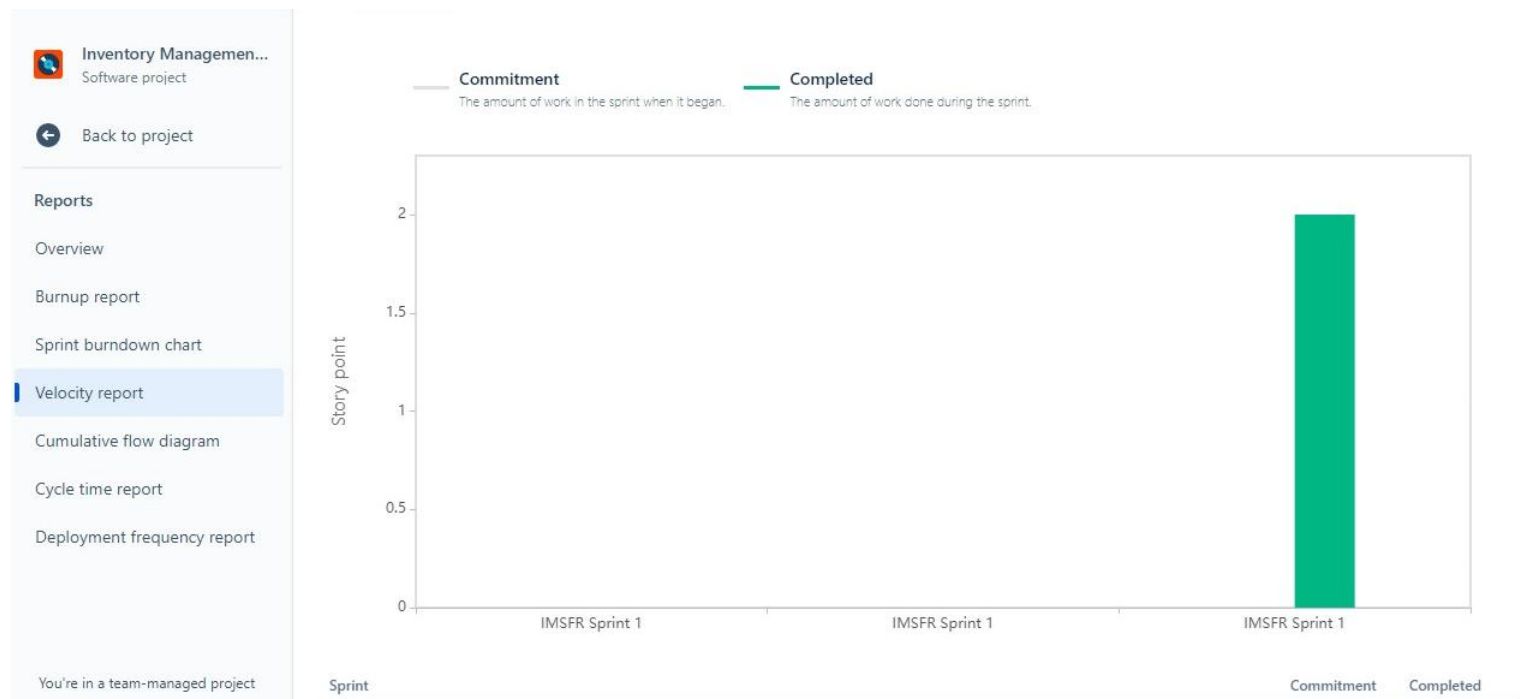 Inventory Managemen...
Software project
Back to project
Reports
Overview
Burnup report
Sprint burndown chart
Velocity report
Cumulative flow diagram
Cycle time report
Deployment frequency report
You're in a team-managed project
Commitment
The amount of work in the sprint when it began.
Completed
The amount of work done during the sprint.
Story point
2
1.5
1
0.5
0
IMSFR Sprint 1 IMSFR Sprint 1 IMSFR Sprint 1
Sprint Commitment Completed